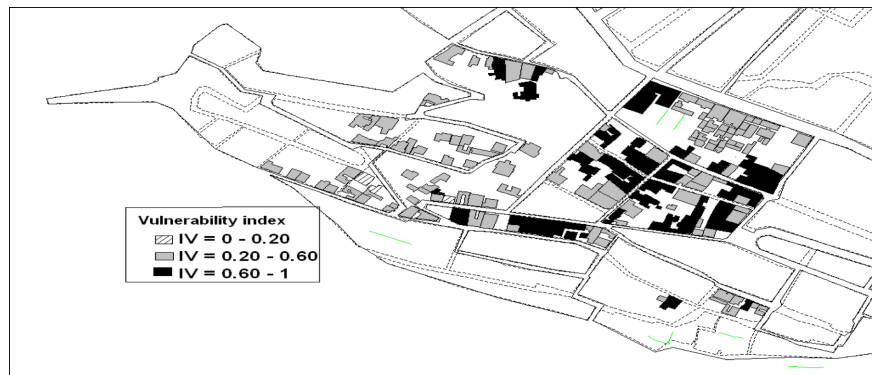 Vulnerability index
IV = 0 - 0.20
IV = 0.20 - 0.60
IV = 0.60 - 1